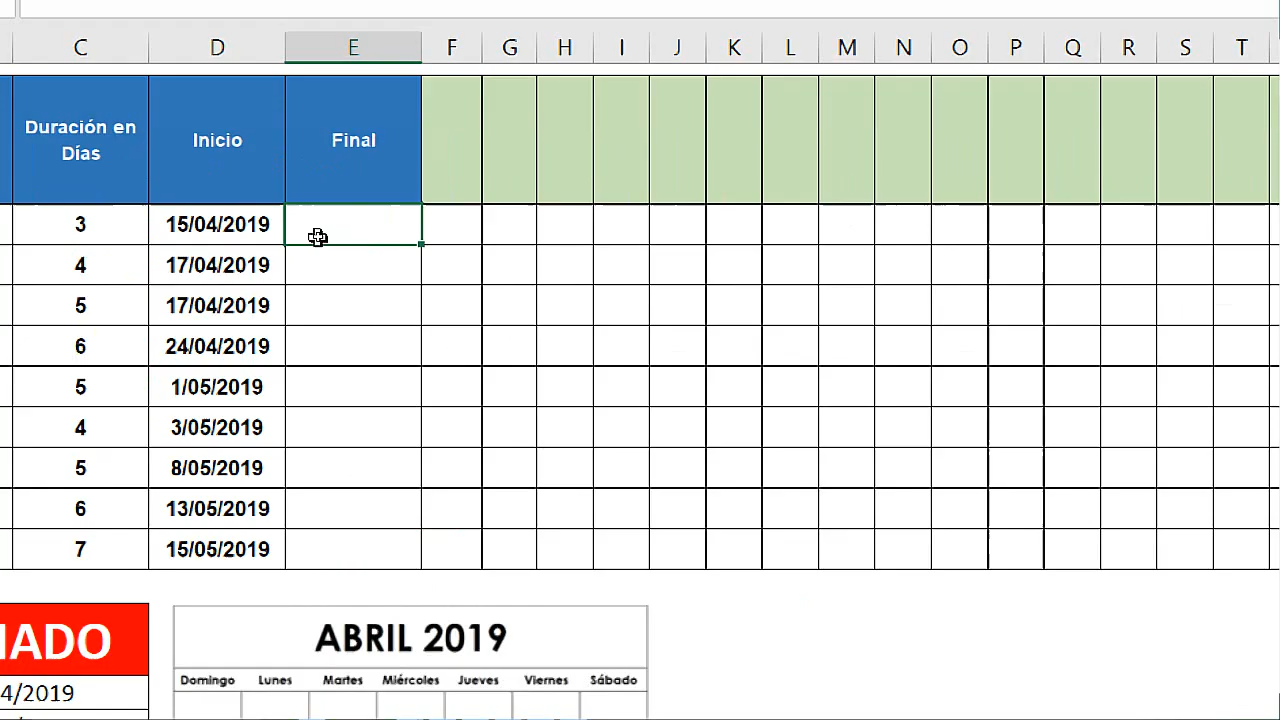 C D E F G H I J K L M N O P Q R S T
Duración en
Días
Inicio
Final
3 15/04/2019
4 17/04/2019
5 17/04/2019
6 24/04/2019
5 1/05/2019
4 3/05/2019
5 8/05/2019
6 13/05/2019
7 15/05/2019
ABRIL 2019
Domingo Lunes Martes Miércoles Jueves Viernes Sábado
4/2019